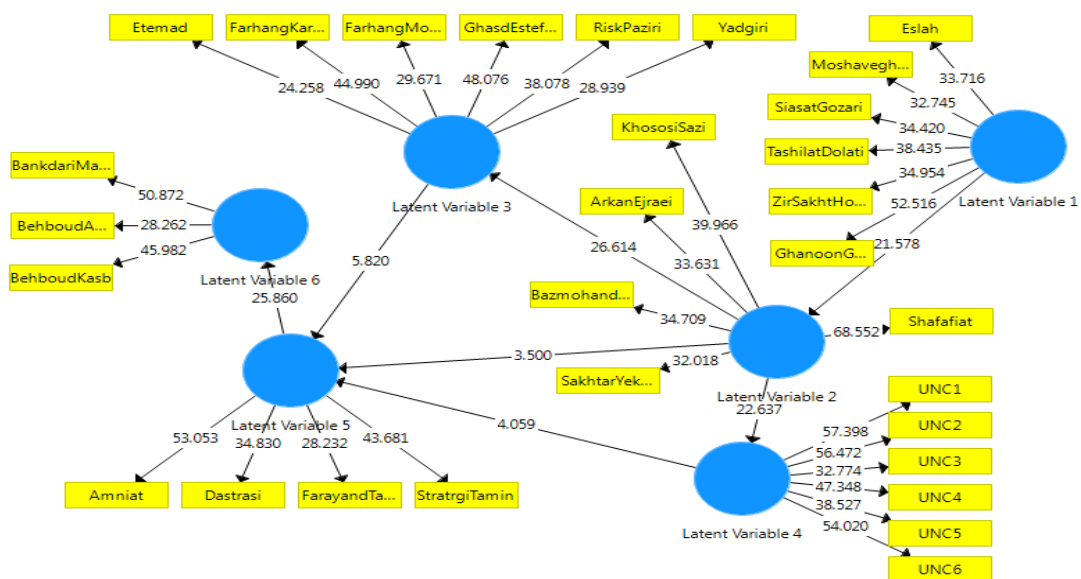 Etemad
FarhangKar...
FarhangMo...
GhasdEstef...
RiskPaziri
Yadgiri
24.258
44.990
29.671
48.076
38.078
28.939
Latent Variable 3
Eslah
Moshavegh...
SiasatGozari
TashilatDolati
ZirSakhtHo...
GhanoonG...
33.716
32.745
34.420
38.435
34.954
52.516
21.578
Latent Variable 1
BankdariMa...
BehboudA...
BehboudKasb
50.872
28.262
45.982
Latent Variable 6
25.860
5.820
26.614
KhososiSazi
ArkanEjraei
Bazmohand...
SakhtarYek...
Shafafiat
39.966
33.631
34.709
32.018
68.552
Latent Variable 2
3.500
22.637
4.059
Latent Variable 5
53.053
34.830
28.232
43.681
Amniat
Dastrasi
FarayandTa...
StratrgiTamin
UNC1
UNC2
UNC3
UNC4
UNC5
UNC6
57.398
56.472
32.774
47.348
38.527
54.020
Latent Variable 4